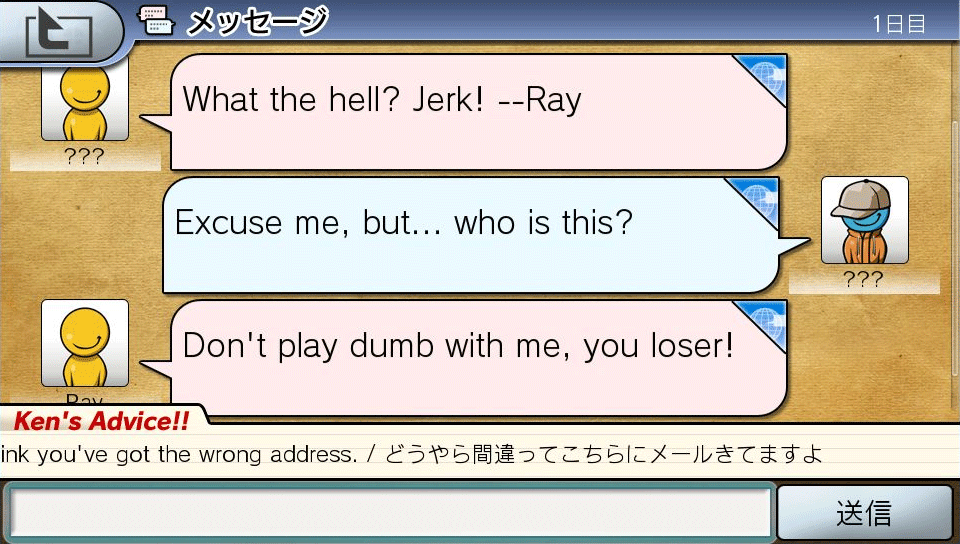 メッセージ
1日目
What the hell? Jerk! --Ray
???
Excuse me, but... who is this?
???
Don't play dumb with me, you loser!
Ray
Ken's Advice!!
ink you've got the wrong address. / どうやら間違ってこちらにメールきてますよ
送信